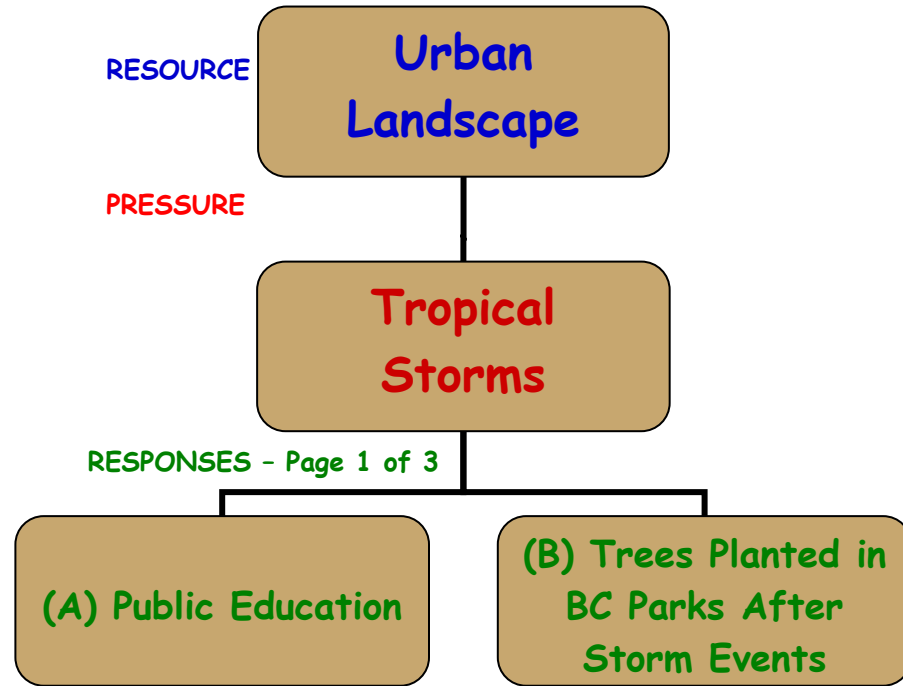 RESOURCE
Urban
Landscape
PRESSURE
Tropical
Storms
RESPONSES – Page 1 of 3
(A) Public Education
(B) Trees Planted in
BC Parks After
Storm Events